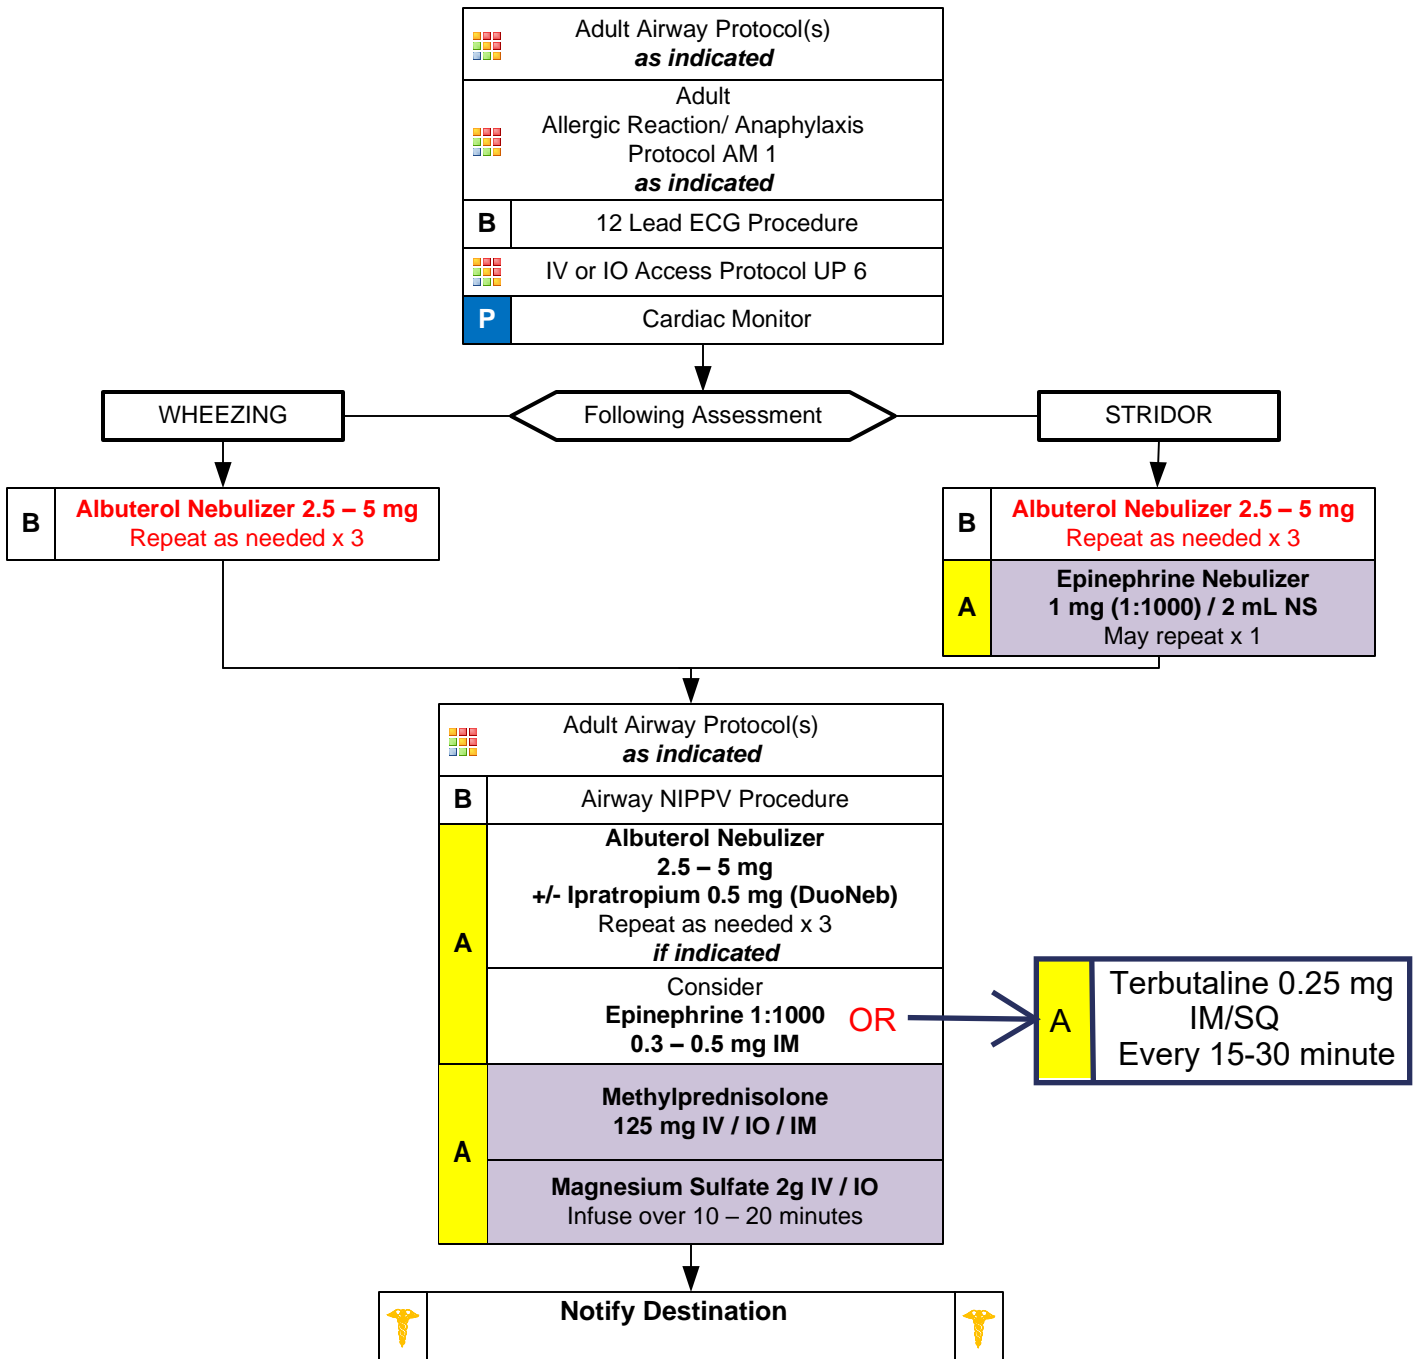 Adult Airway Protocol(s)
as indicated
Adult
Allergic Reaction/ Anaphylaxis
Protocol AM 1
as indicated
B
12 Lead ECG Procedure
IV or IO Access Protocol UP 6
P
Cardiac Monitor
WHEEZING
Following Assessment
STRIDOR
B
Albuterol Nebulizer 2.5 – 5 mg
Repeat as needed x 3
B
Albuterol Nebulizer 2.5 – 5 mg
Repeat as needed x 3
A
Epinephrine Nebulizer
1 mg (1:1000) / 2 mL NS
May repeat x 1
Adult Airway Protocol(s)
as indicated
B
Airway NIPPV Procedure
A
Albuterol Nebulizer
2.5 – 5 mg
+/- Ipratropium 0.5 mg (DuoNeb)
Repeat as needed x 3
if indicated
Consider
Epinephrine 1:1000
0.3 – 0.5 mg IM
OR
A
Terbutaline 0.25 mg
IM/SQ
Every 15-30 minute
A
Methylprednisolone
125 mg IV / IO / IM
Magnesium Sulfate 2g IV / IO
Infuse over 10 – 20 minutes
Notify Destination